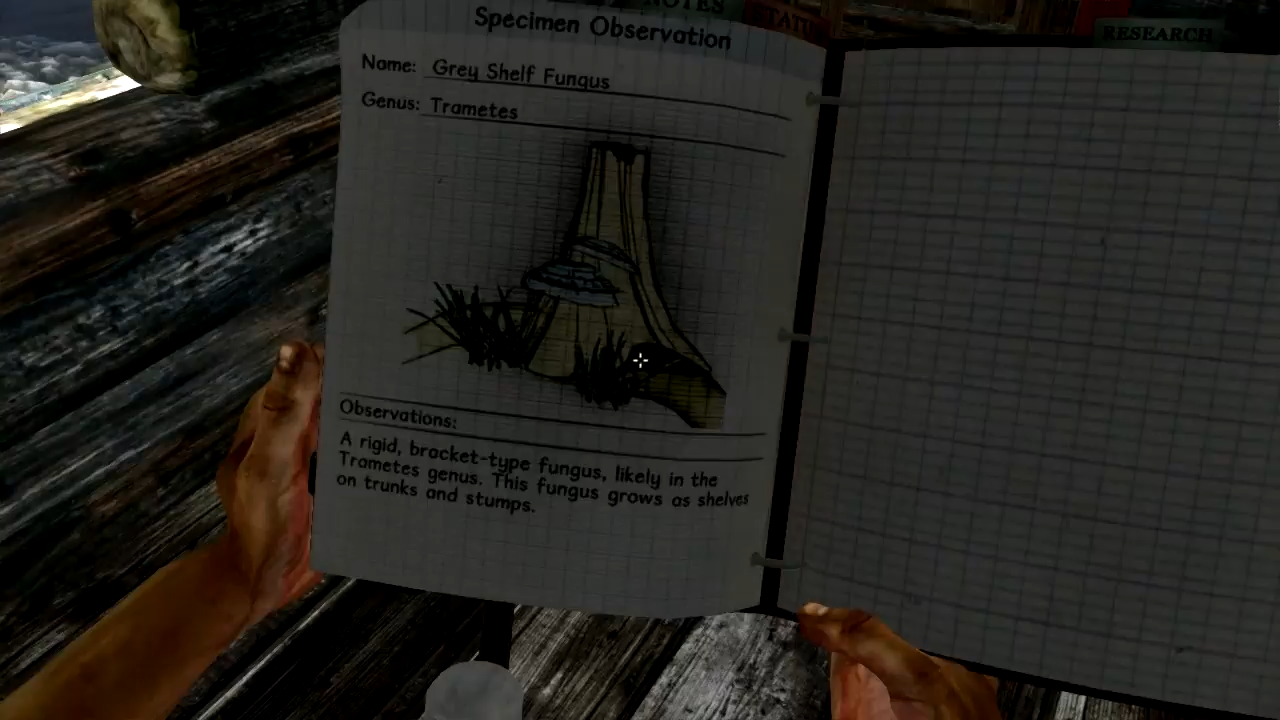 NOTES
RESEARCH
Specimen Observation
Name: Grey Shelf Fungus
Genus: Trametes
Observations:
A rigid, bracket-type fungus, likely in the
Trametes genus. This fungus grows as shelves
on trunks and stumps.